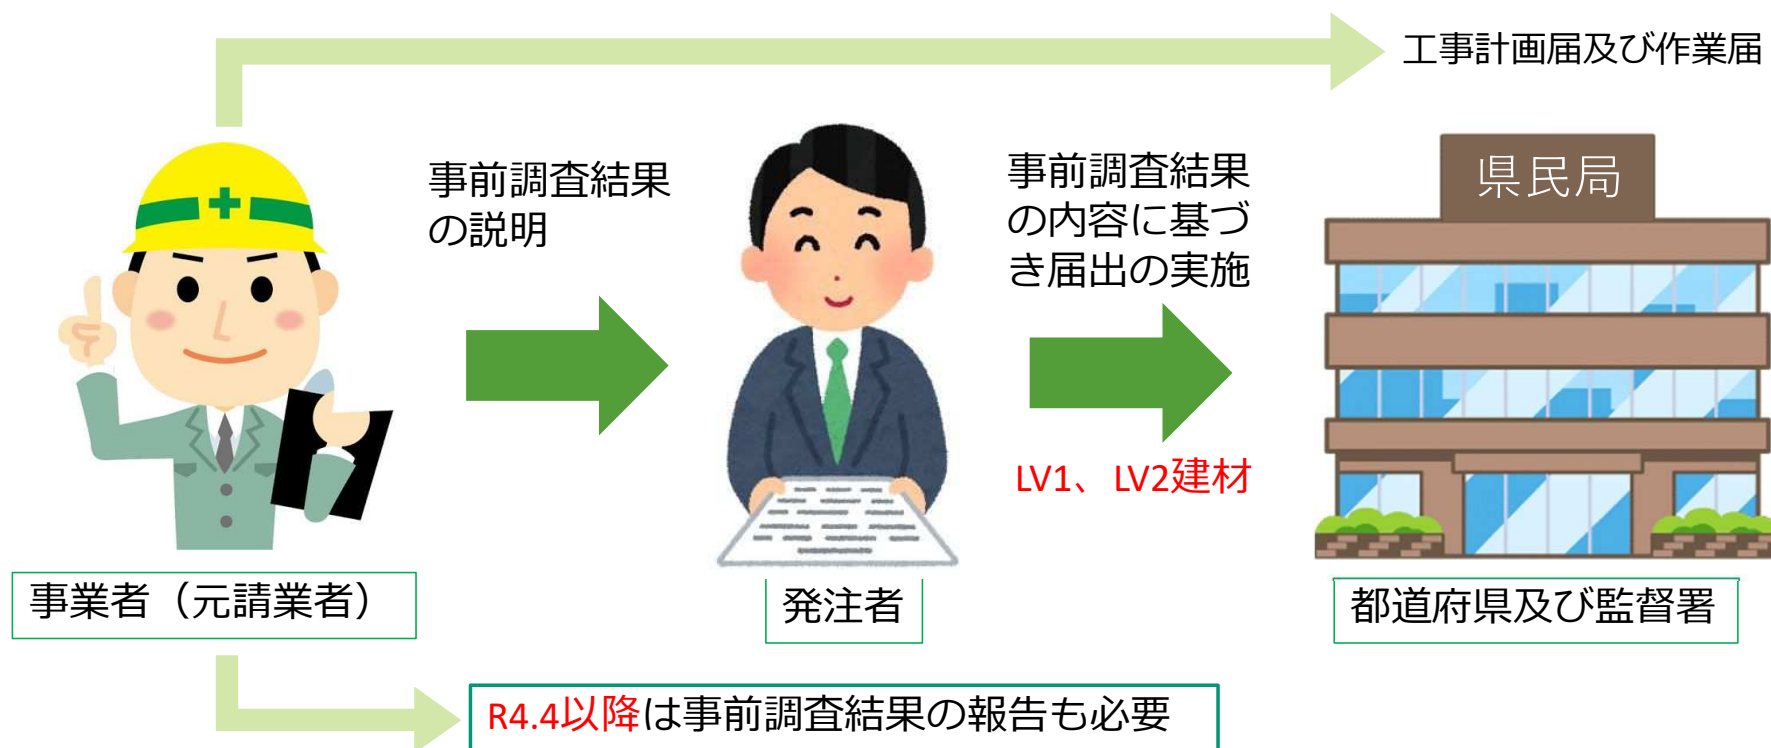 工事計画届及び作業届
事前調査結果
の説明
事前調査結果
の内容に基づ
き届出の実施
県民局
LV1、LV2建材
事業者（元請業者）
発注者
都道府県及び監督署
R4.4以降は事前調査結果の報告も必要